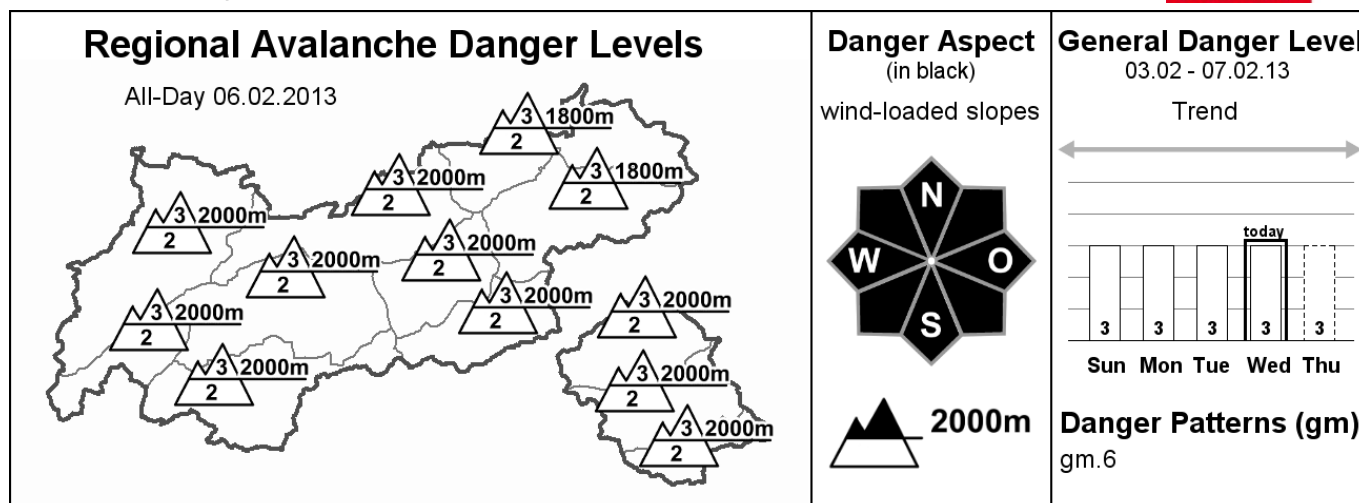 Regional Avalanche Danger Levels
All-Day 06.02.2013
3 1800m
2
3 1800m
2
3 2000m
2
3 2000m
2
3 2000m
2
3 2000m
2
3 2000m
2
3 2000m
2
3 2000m
2
3 2000m
2
3 2000m
2
3 2000m
2
Danger Aspect
(in black)
wind-loaded slopes
N
W O
S
2000m
General Danger Level
03.02 - 07.02.13
Trend
today
3 3 3 3 3
Sun Mon Tue Wed Thu
Danger Patterns (gm)
gm.6